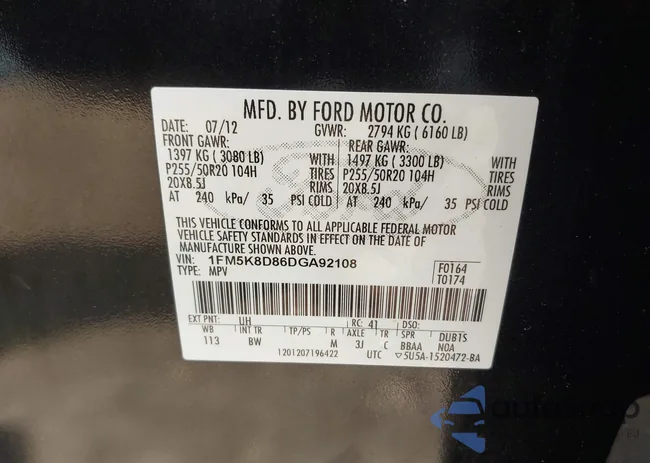 MFD. BY FORD MOTOR CO.
DATE: 07/12 GVWR: 2794 KG ( 6160 LB)
FRONT GAWR: REAR GAWR:
1397 KG ( 3080 LB) WITH 1497 KG ( 3300 LB) WITH
P255/50R20 104H TIRES P255/50R20 104H TIRES
20X8.5J RIMS 20X8.5J RIMS
AT 240 kPa/ 35 PSI COLD AT 240 kPa/ 35 PSI COLD
THIS VEHICLE CONFORMS TO ALL APPLICABLE FEDERAL MOTOR
VEHICLE SAFETY STANDARDS IN EFFECT ON THE DATE OF
MANUFACTURE SHOWN ABOVE.
VIN: 1FM5K8D86DGA92108 F0164
TYPE: MPV T0174
EXT PNT: UH RC: 41 DSO:
WB INT TR TP/PS R AXLE TR SPR DUB1S
113 BW M 3J C BBAA N0A
1201207196422 UTC ▽5U5A-1520472-BA